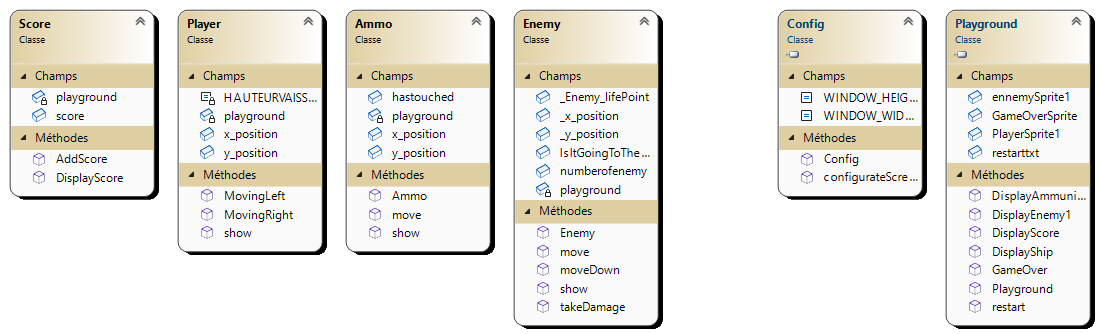 Score
Classe
Champs
playground
score
Méthodes
AddScore
DisplayScore
Player
Classe
Champs
HAUTEURVAISS...
playground
x_position
y_position
Méthodes
MovingLeft
MovingRight
show
Ammo
Classe
Champs
hastouched
playground
x_position
y_position
Méthodes
Ammo
move
show
Enemy
Classe
Champs
_Enemy_lifePoint
_x_position
_y_position
IsItGoingToThe...
numberofenemy
playground
Méthodes
Enemy
move
moveDown
show
takeDamage
Config
Classe
Champs
WINDOW_HEIG...
WINDOW_WID...
Méthodes
Config
configurateScre...
Playground
Classe
Champs
ennemySprite1
GameOverSprite
PlayerSprite1
restarttxt
Méthodes
DisplayAmmuni...
DisplayEnemy1
DisplayScore
DisplayShip
GameOver
Playground
restart